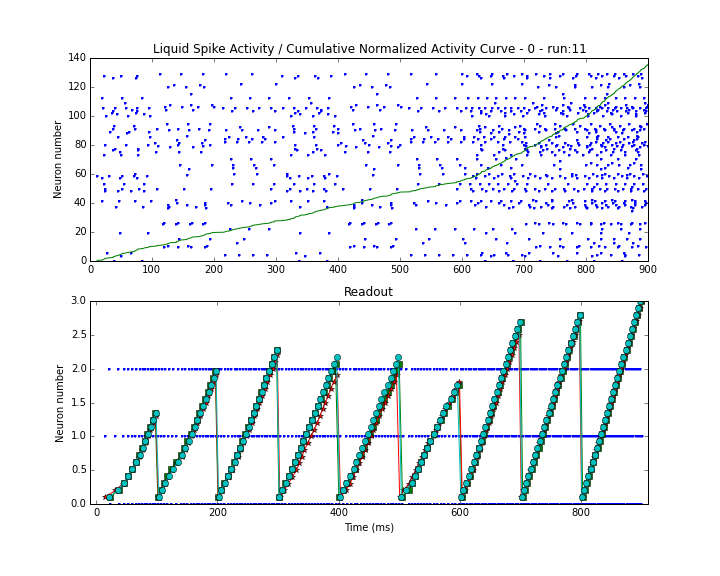 Liquid Spike Activity / Cumulative Normalized Activity Curve - 0 - run:11
Neuron number
140
120
100
80
60
40
20
0
0 100 200 300 400 500 600 700 800 900
Readout
Neuron number
3.0
2.5
2.0
1.5
1.0
0.5
0.0
0 200 400 600 800
Time (ms)